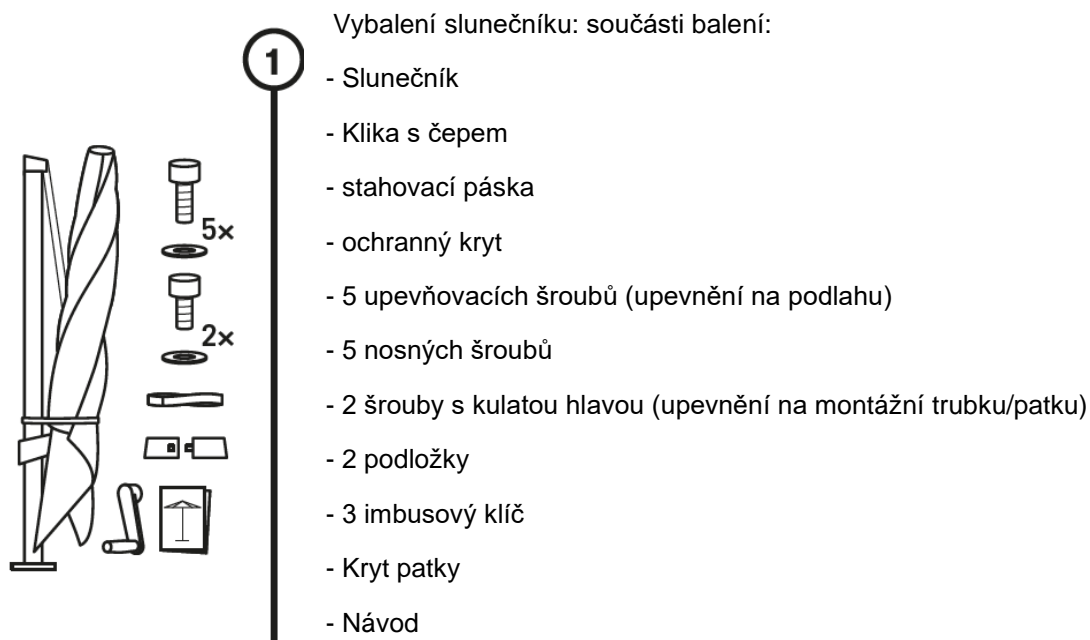 Vybalení slunečníku: součásti balení:
1
- Slunečník
- Klika s čepem
- stahovací páska
- ochranný kryt
5×
- 5 upevňovacích šroubů (upevnění na podlahu)
2×
- 5 nosných šroubů
- 2 šrouby s kulatou hlavou (upevnění na montážní trubku/patku)
- 2 podložky
- 3 imbusový klíč
- Kryt patky
- Návod